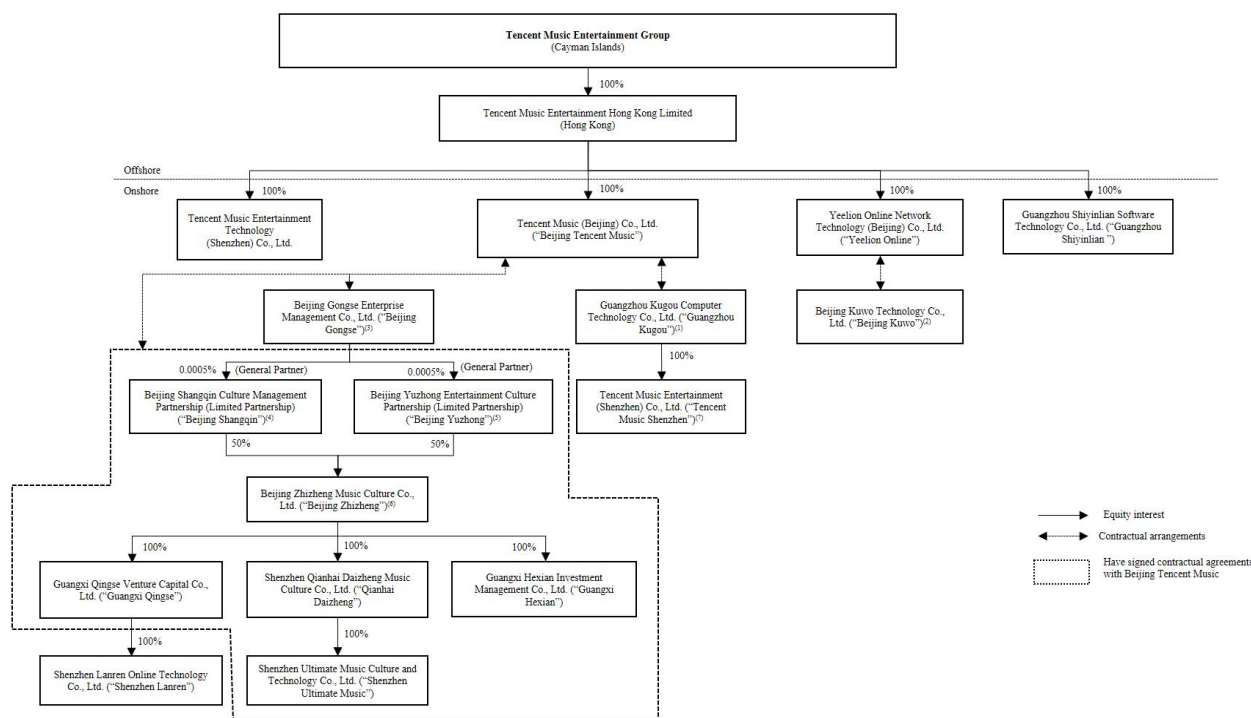 Tencent Music Entertainment Group
(Cayman Islands)
100%
Tencent Music Entertainment Hong Kong Limited
(Hong Kong)
Offshore
Onshore
100%
100%
100%
100%
Tencent Music Entertainment
Technology
(Shenzhen) Co., Ltd.
Tencent Music (Beijing) Co., Ltd.
(“Beijing Tencent Music”)
Yeelion Online Network
Technology (Beijing) Co., Ltd.
(“Yeelion Online”)
Guangzhou Shiyinlian Software
Technology Co., Ltd. (“Guangzhou
Shiyinlian ”)
Beijing Gongse Enterprise
Management Co., Ltd. (“Beijing
Gongse”)(3)
Guangzhou Kugou Computer
Technology Co., Ltd. (“Guangzhou
Kugou”)(1)
Beijing Kuwo Technology Co.,
Ltd. (“Beijing Kuwo”)(2)
0.0005%
(General Partner)
0.0005%
(General Partner)
100%
Beijing Shangqin Culture Management
Partnership (Limited Partnership)
(“Beijing Shangqin”)(4)
Beijing Yuzhong Entertainment Culture
Partnership (Limited Partnership)
(“Beijing Yuzhong”)(5)
Tencent Music Entertainment
(Shenzhen) Co., Ltd. (“Tencent
Music Shenzhen”)(7)
50%
50%
Beijing Zhizheng Music Culture Co.,
Ltd. (“Beijing Zhizheng”)(6)
100%
100%
100%
Guangxi Qingse Venture Capital Co.,
Ltd. (“Guangxi Qingse”)
Shenzhen Qianhai Daizheng Music
Culture Co., Ltd. (“Qianhai
Daizheng”)
Guangxi Hexian Investment
Management Co., Ltd. (“Guangxi
Hexian”)
100%
100%
Shenzhen Lanren Online Technology
Co., Ltd. (“Shenzhen Lanren”)
Shenzhen Ultimate Music Culture and
Technology Co., Ltd. (“Shenzhen
Ultimate Music”)
Equity interest
Contractual arrangements
Have signed contractual agreements
with Beijing Tencent Music